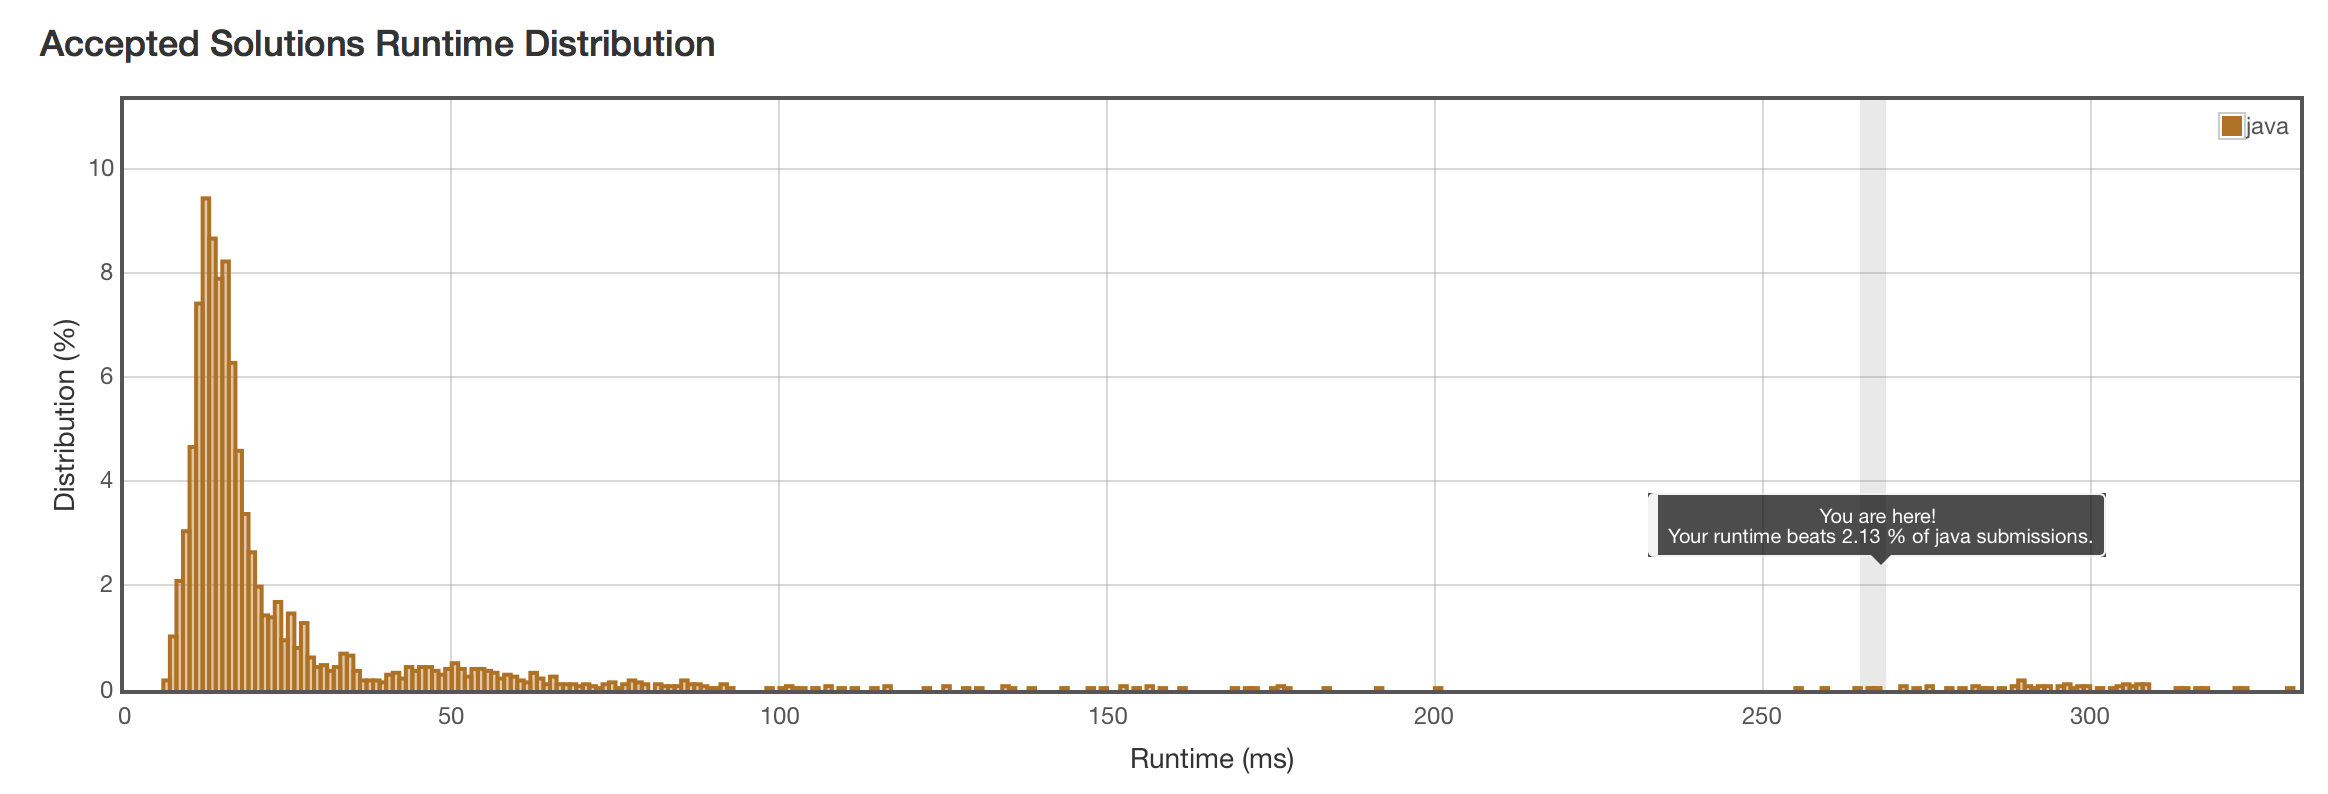 Accepted Solutions Runtime Distribution
java
Distribution (%)
10
8
6
4
2
0
You are here!
Your runtime beats 2.13 % of java submissions.
0 50 100 150 200 250 300
Runtime (ms)